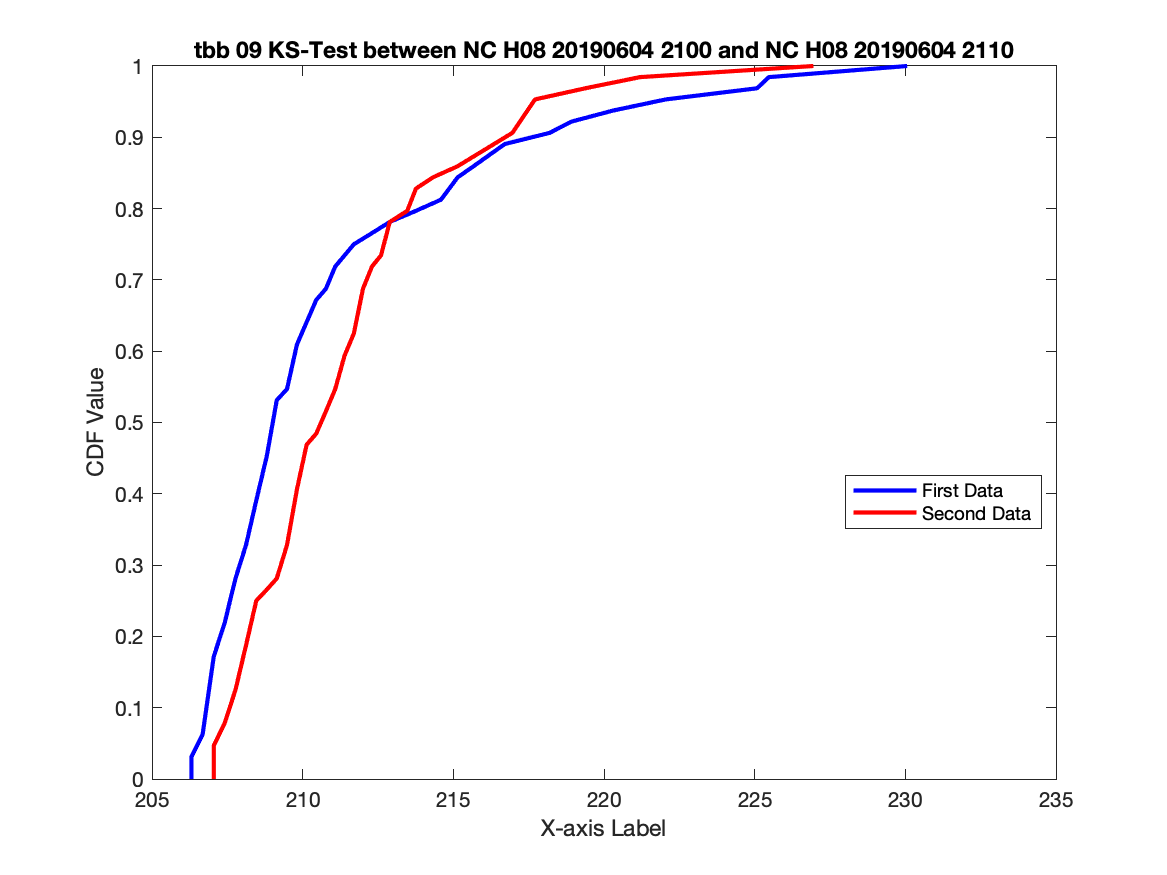 tbb 09 KS-Test between NC H08 20190604 2100 and NC H08 20190604 2110
1
0.9
0.8
0.7
0.6
0.5
0.4
0.3
0.2
0.1
0
CDF Value
First Data
Second Data
205 210 215 220 225 230 235
X-axis Label